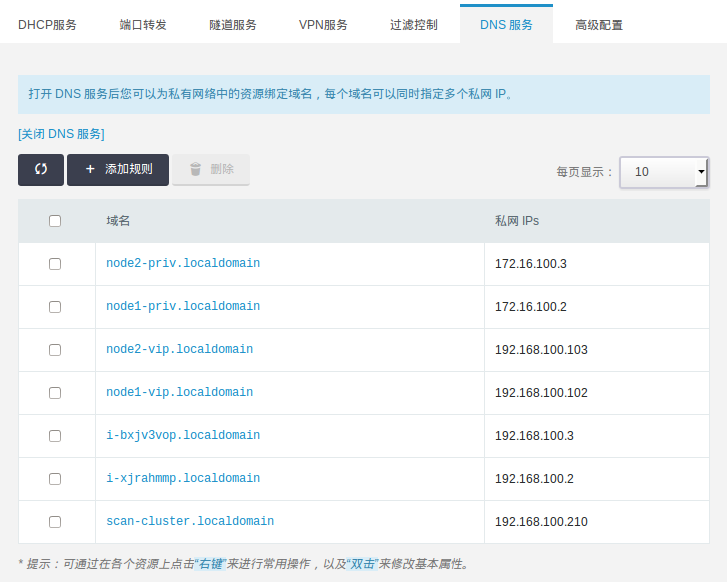 DHCP服务 端口转发 隧道服务 VPN服务 过滤控制 DNS 服务 高级配置
打开 DNS 服务后您可以为私有网络中的资源绑定域名，每个域名可以同时指定多个私网 IP。
[关闭 DNS 服务]
+ 添加规则 删除 每页显示： 10
域名 私网 IPs
node2-priv.localdomain 172.16.100.3
node1-priv.localdomain 172.16.100.2
node2-vip.localdomain 192.168.100.103
node1-vip.localdomain 192.168.100.102
i-bxjv3vop.localdomain 192.168.100.3
i-xjrahmmp.localdomain 192.168.100.2
scan-cluster.localdomain 192.168.100.210
* 提示：可通过在各个资源上点击“右键”来进行常用操作，以及“双击”来修改基本属性。